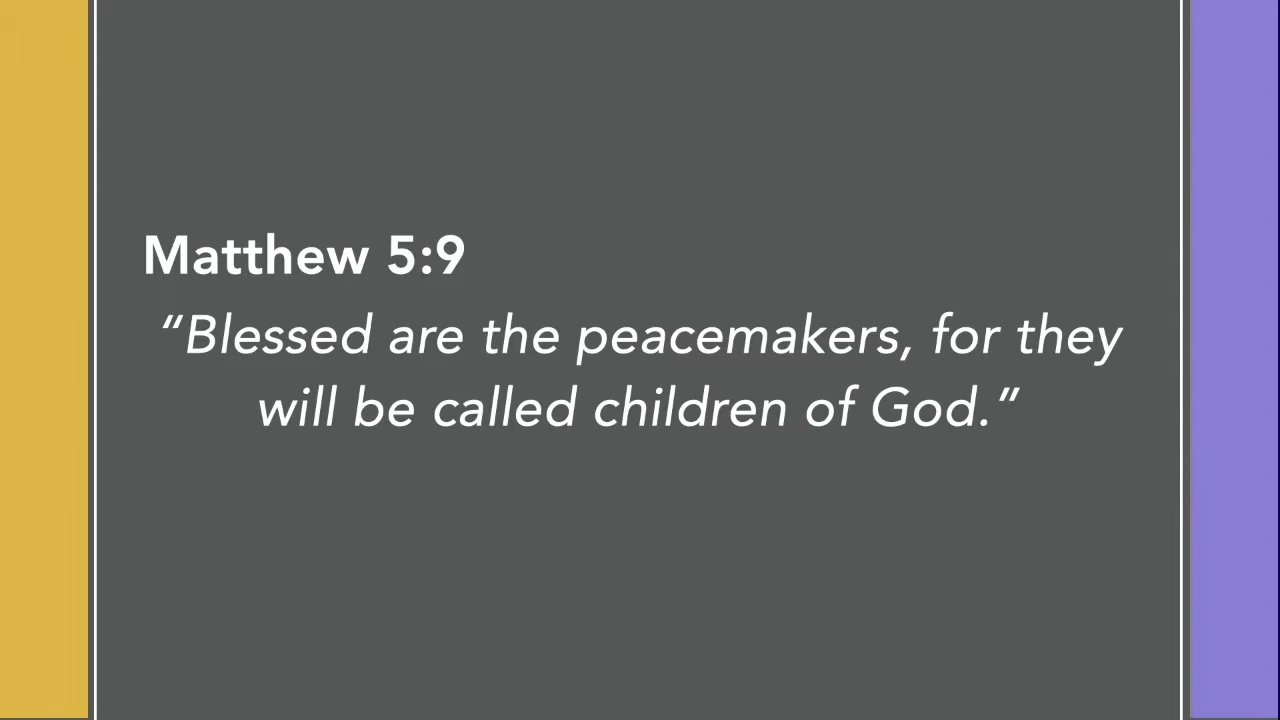 Matthew 5:9
“Blessed are the peacemakers, for they
will be called children of God.”